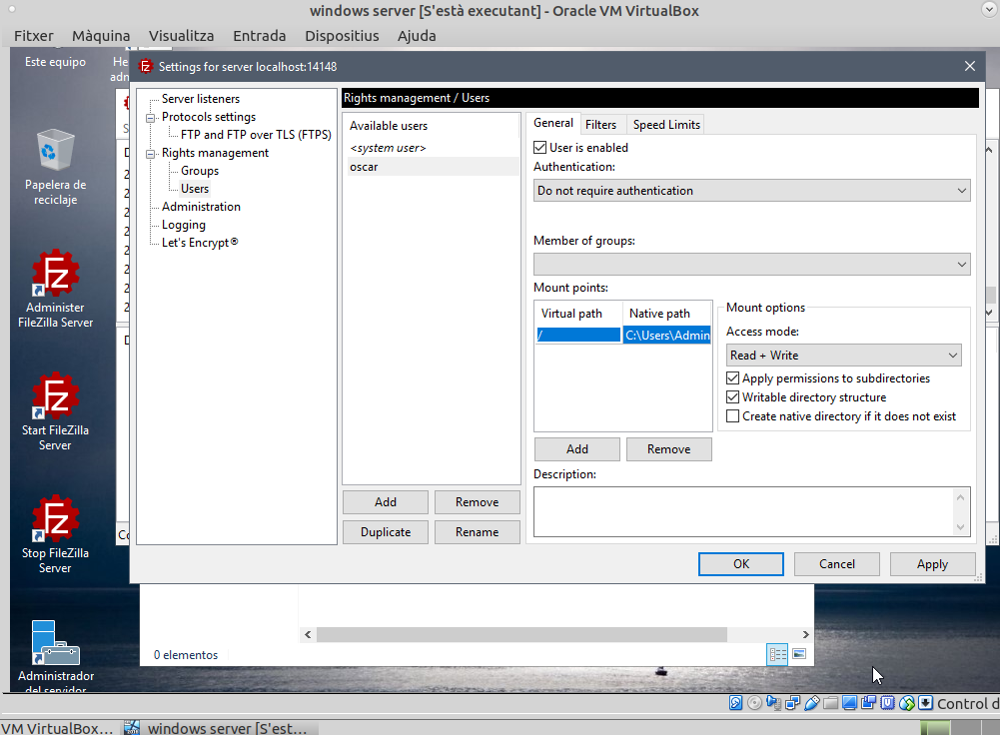 windows server [S'està executant] - Oracle VM VirtualBox
Fitxer Màquina Visualitza Entrada Dispositius Ajuda
Este equipo
He
adm
Papelera de
reciclaje
Administer
FileZilla Server
Start FileZilla
Server
Stop FileZilla
Server
Administrador
del servidor
Settings for server localhost:14148
Server listeners
Protocols settings
FTP and FTP over TLS (FTPS)
Rights management
Groups
Users
Administration
Logging
Let's Encrypt®
Rights management / Users
Available users
<system user>
oscar
Add
Remove
Duplicate
Rename
General
Filters
Speed Limits
User is enabled
Authentication:
Do not require authentication
Member of groups:
Mount points:
Virtual path
Native path
/
C:\Users\Admin
Add
Remove
Mount options
Access mode:
Read + Write
Apply permissions to subdirectories
Writable directory structure
Create native directory if it does not exist
Description:
OK
Cancel
Apply
0 elementos
Control d
VM VirtualBox...
windows server [S'est...